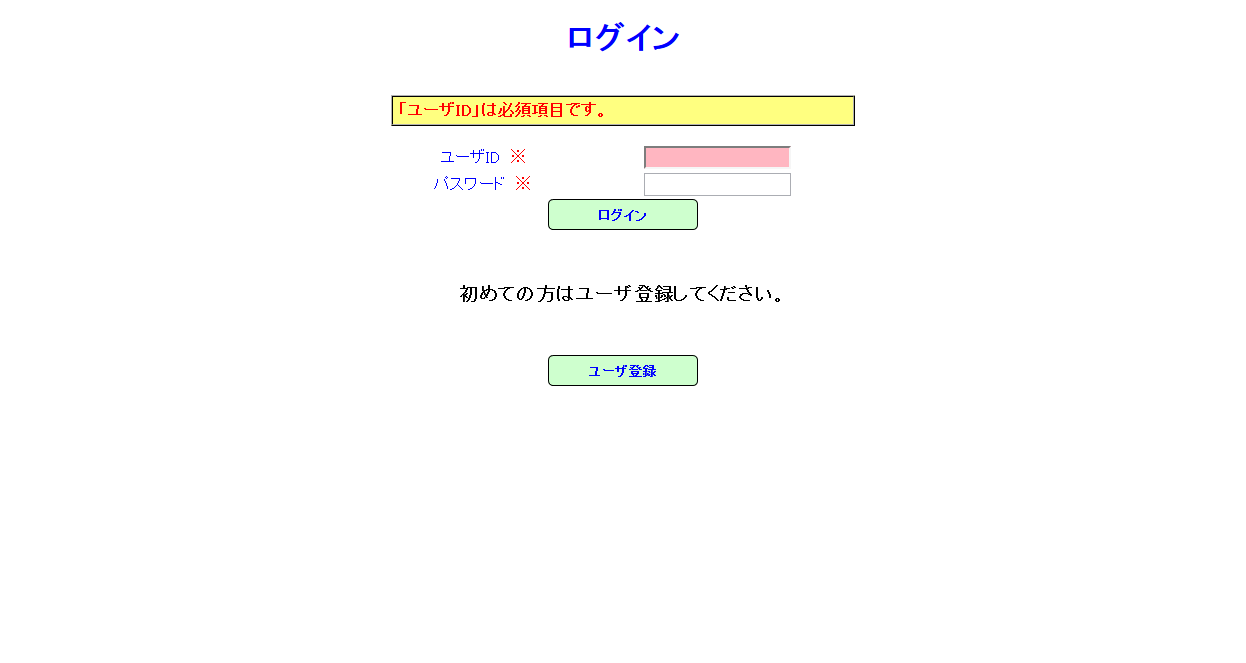 ログイン
「ユーザID」は必須項目です。
ユーザID ※
パスワード ※
ログイン
初めての方はユーザ登録してください。
ユーザ登録